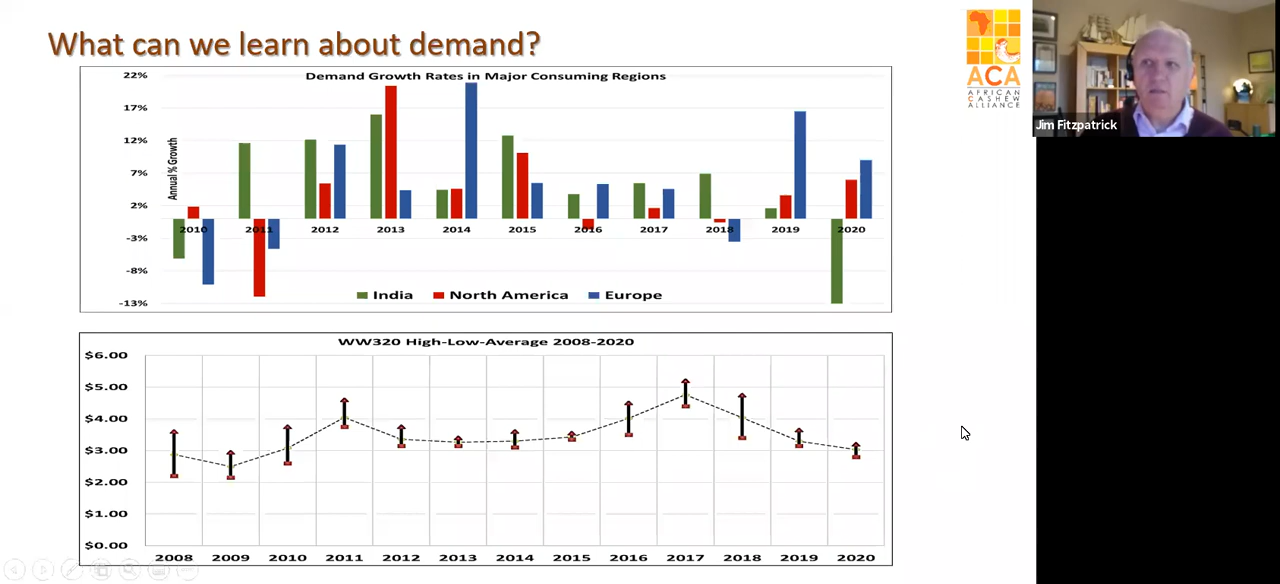 What can we learn about demand?
Demand Growth Rates in Major Consuming Regions
22%
17%
12%
7%
2%
-3%
-8%
-13%
Annual % Growth
2010 2011 2012 2013 2014 2015 2016 2017 2018 2019 2020
India North America Europe
WW320 High-Low-Average 2008-2020
$6.00
$5.00
$4.00
$3.00
$2.00
$1.00
$0.00
2008 2009 2010 2011 2012 2013 2014 2015 2016 2017 2018 2019 2020
ACA
AFRICAN
CASHEW
ALLIANCE
Jim Fitzpatrick